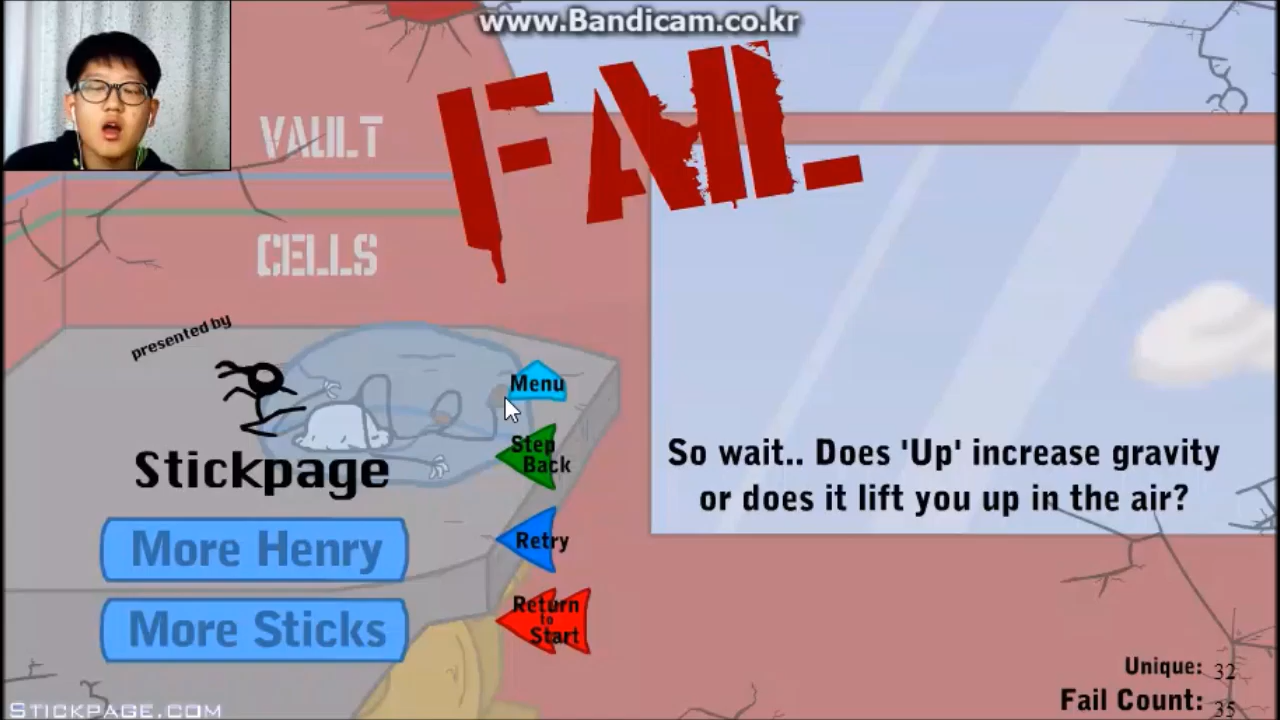 www.Bandicam.co.kr
FAIL
VAULT
CELLS
presented by
Stickpage
More Henry
More Sticks
Menu
Step
Back
Retry
Return
To
Start
So wait.. Does 'Up' increase gravity
or does it lift you up in the air?
Unique: 32
Fail Count: 35
STICKPAGE.COM